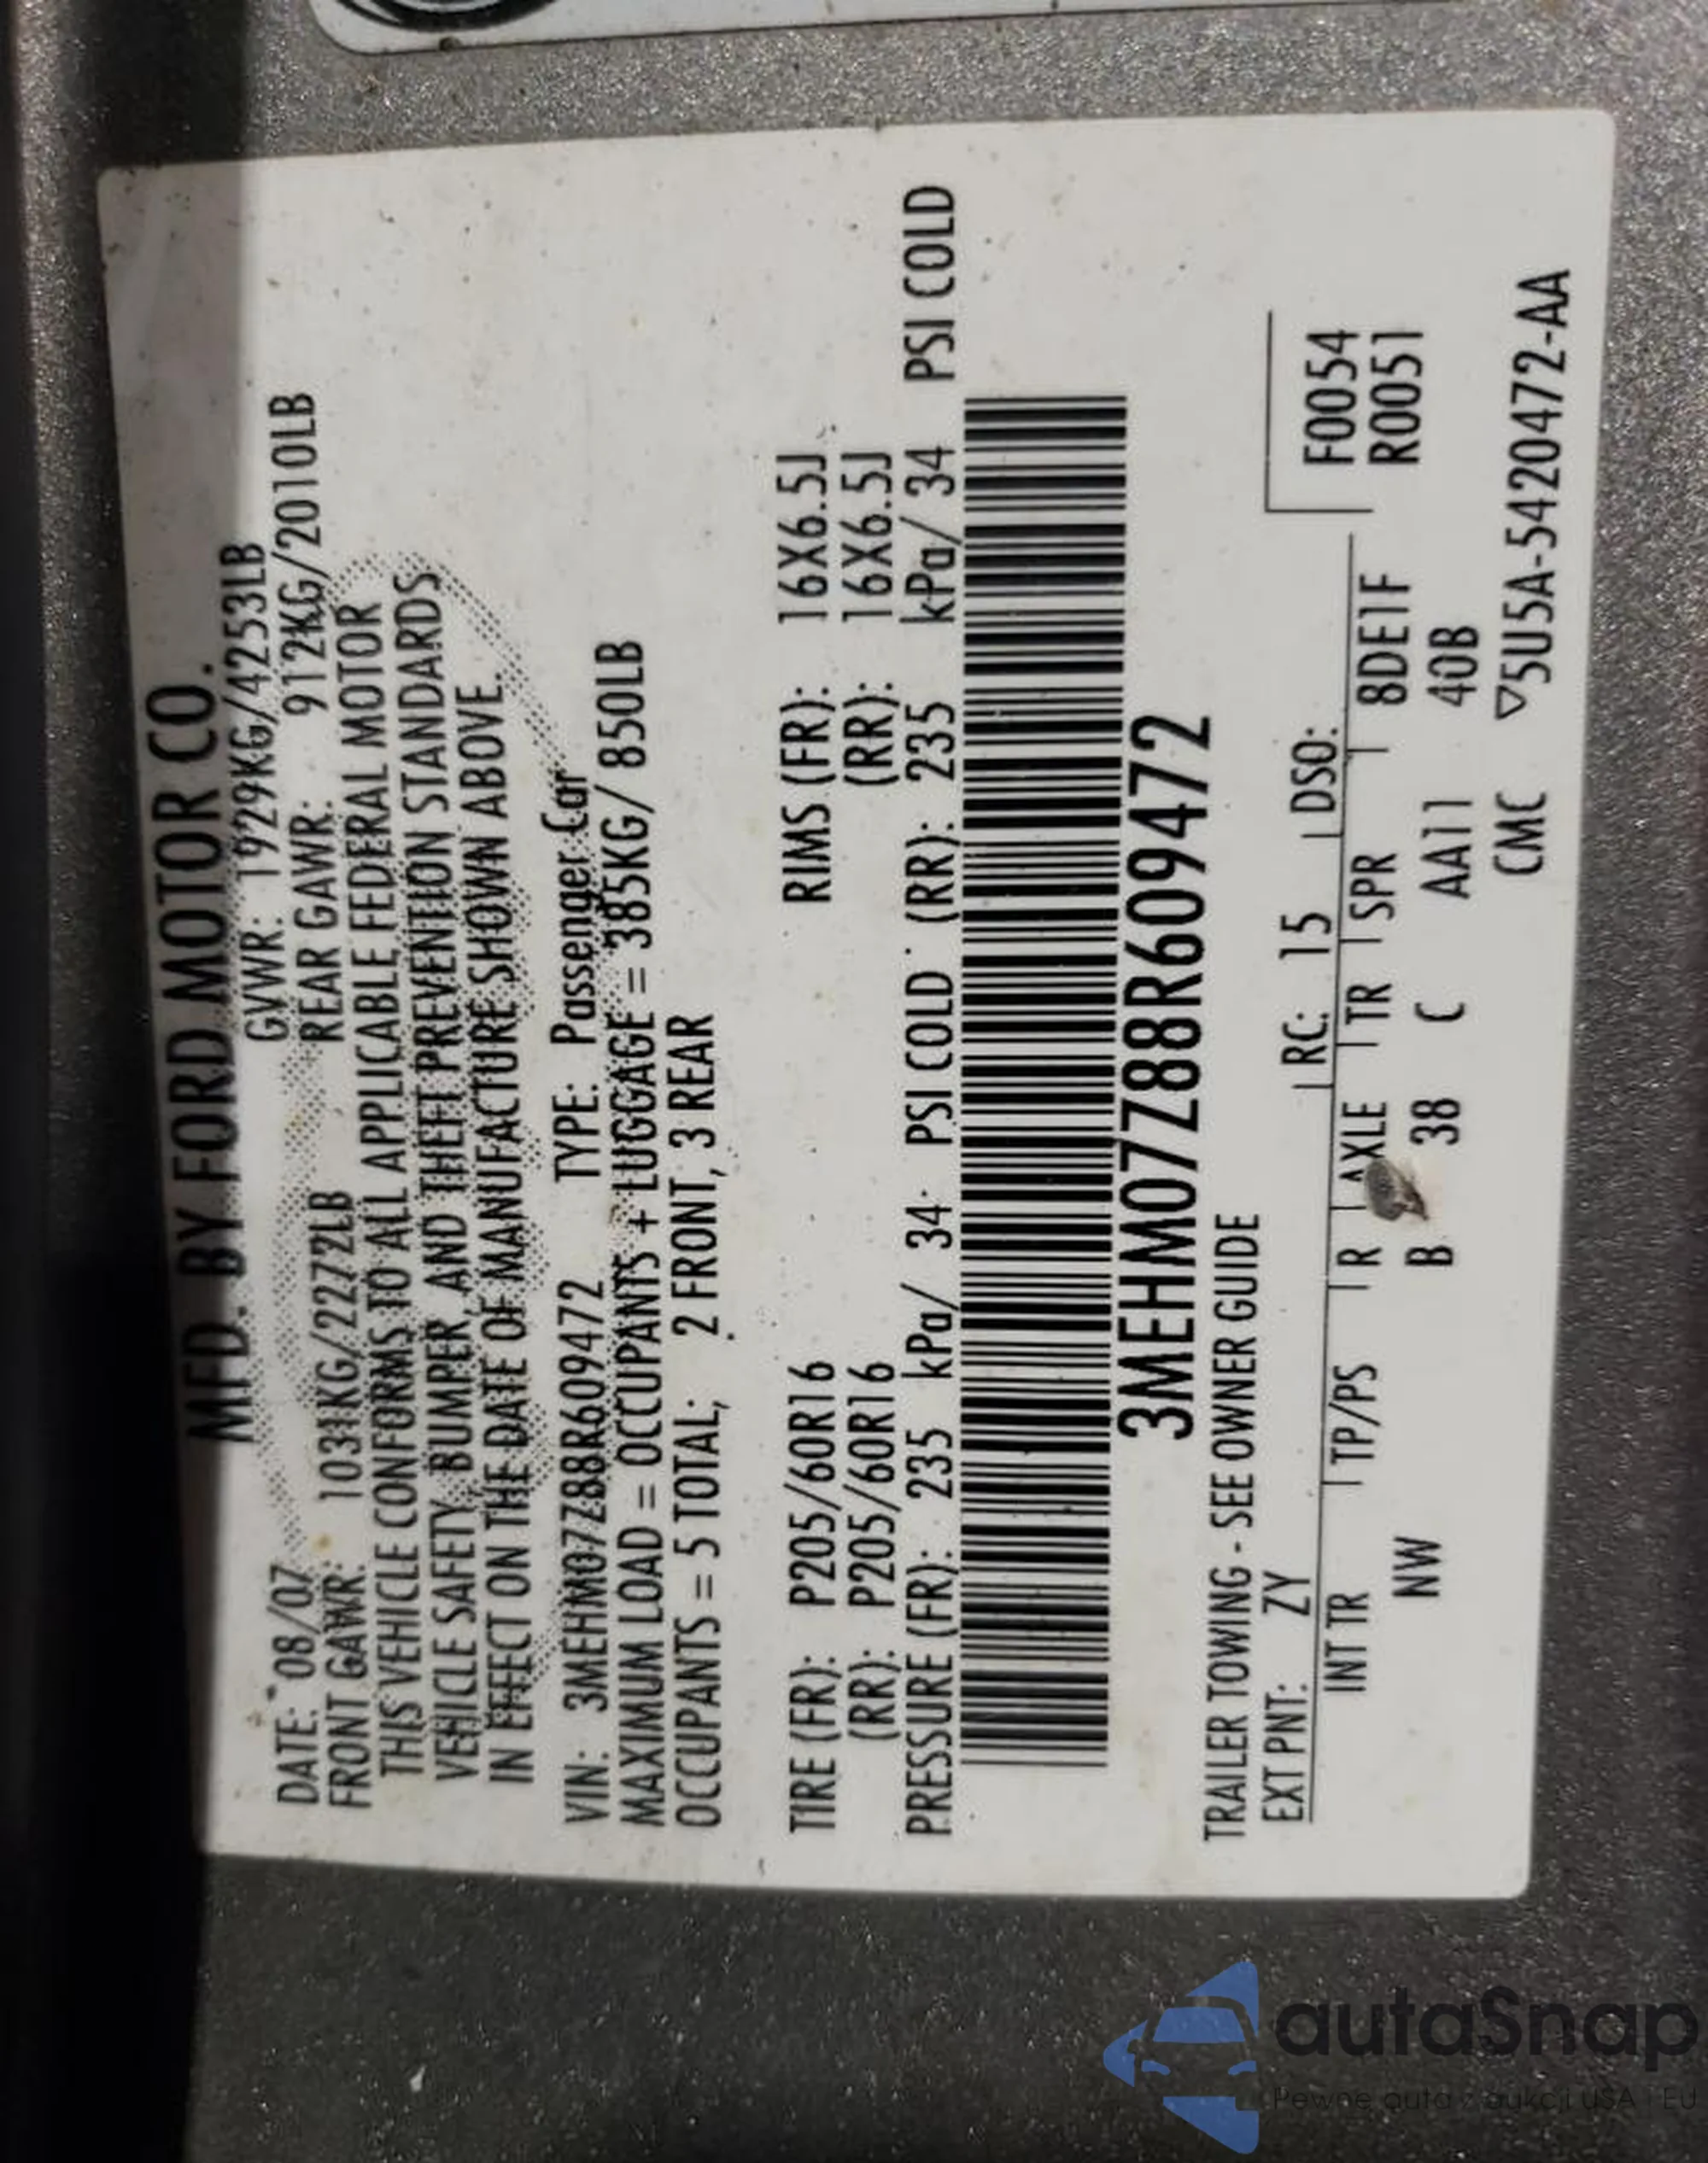 MFD. BY FORD MOTOR CO.
DATE: 08/07 GVWR: 1929KG/4253LB
FRONT GAWR: 1031KG/2272LB REAR GAWR: 912KG/2010LB
THIS VEHICLE CONFORMS TO ALL APPLICABLE FEDERAL MOTOR
VEHICLE SAFETY, BUMPER, AND THEFT PREVENTION STANDARDS
IN EFFECT ON THE DATE OF MANUFACTURE SHOWN ABOVE.
VIN: 3MEHM07Z88R609472 TYPE: Passenger Car
MAXIMUM LOAD = OCCUPANTS + LUGGAGE = 385KG/ 850LB
OCCUPANTS = 5 TOTAL; 2 FRONT, 3 REAR
TIRE (FR): P205/60R16 RIMS (FR): 16X6.5J
(RR): P205/60R16 (RR): 16X6.5J
PRESSURE (FR): 235 kPa/ 34 PSI COLD (RR): 235 kPa/ 34 PSI COLD
3MEHM07Z88R609472
TRAILER TOWING - SEE OWNER GUIDE
EXT PNT: ZY RC: 15 DSO: F0054
INT TR TP/PS R AXLE TR SPR 8DE1F R0051
NW B 38 C AA11 40B
CMC ▽5U5A-5420472-AA
autaSnap
Pewne auta z aukcji USA i EU